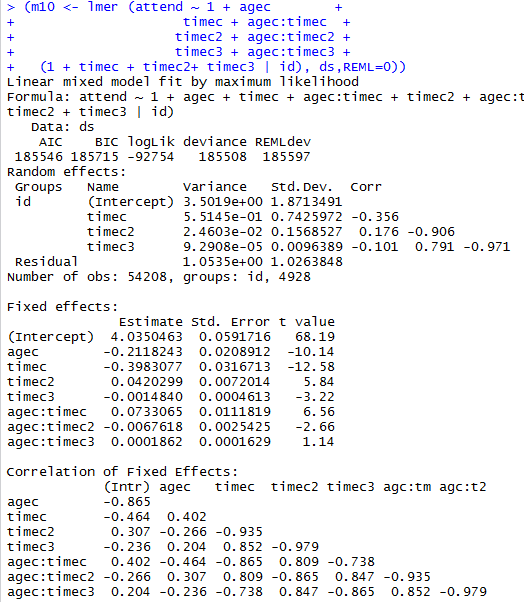 > (m10 <- lmer (attend ~ 1 + agec        +
+                      timec + agec:timec  +
+                     timec2 + agec:timec2 +
+                     timec3 + agec:timec3 +
+   (1 + timec + timec2+ timec3 | id), ds,REML=0))
Linear mixed model fit by maximum likelihood
Formula: attend ~ 1 + agec + timec + agec:timec + timec2 + agec:t
timec2 + timec3 | id)
   Data: ds
    AIC    BIC logLik deviance REMLdev
 185546 185715 -92754   185508  185597
Random effects:
 Groups   Name        Variance   Std.Dev.  Corr
 id       (Intercept) 3.5019e+00 1.8713491
          timec       5.5145e-01 0.7425972 -0.356
          timec2      2.4603e-02 0.1568527  0.176 -0.906
          timec3      9.2908e-05 0.0096389 -0.101  0.791 -0.971
 Residual             1.0535e+00 1.0263848
Number of obs: 54208, groups: id, 4928
Fixed effects:
              Estimate Std. Error t value
(Intercept)  4.0350463  0.0591716   68.19
agec        -0.2118243  0.0208912  -10.14
timec       -0.3983077  0.0316713  -12.58
timec2       0.0420299  0.0072014    5.84
timec3      -0.0014840  0.0004613   -3.22
agec:timec   0.0733065  0.0111819    6.56
agec:timec2 -0.0067618  0.0025425   -2.66
agec:timec3  0.0001862  0.0001629    1.14
Correlation of Fixed Effects:
            (Intr) agec   timec  timec2 timec3 agc:tm agc:t2
agec        -0.865
timec       -0.464  0.402
timec2       0.307 -0.266 -0.935
timec3      -0.236  0.204  0.852 -0.979
agec:timec   0.402 -0.464 -0.865  0.809 -0.738
agec:timec2 -0.266  0.307  0.809 -0.865  0.847 -0.935
agec:timec3  0.204 -0.236 -0.738  0.847 -0.865  0.852 -0.979